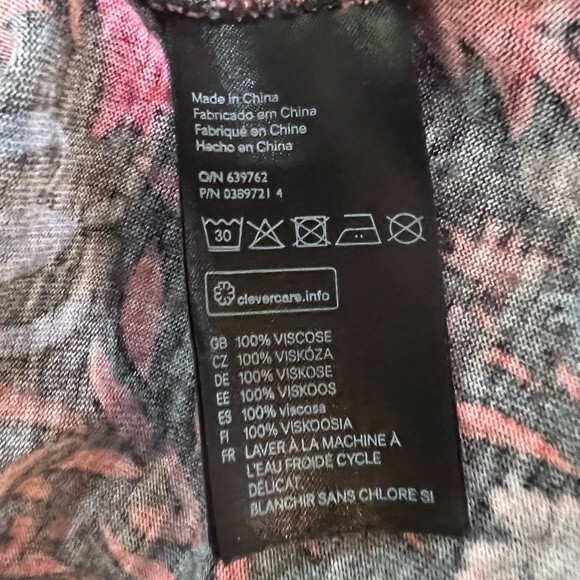 Made in China
Fabricado em China
Fabriqué en Chine
Hecho en China
O/N 639762
P/N 0389721 4
30
clevercare.info
GB 100% VISCOSE
CZ 100% VISKÓZA
DE 100% VISKOSE
EE 100% VISKOOS
ES 100% viscosa
FI 100% VISKOOSIA
FR LAVER À LA MACHINE À
L'EAU FROIDE CYCLE
DÉLICAT.
BLANCHIR SANS CHLORE SI